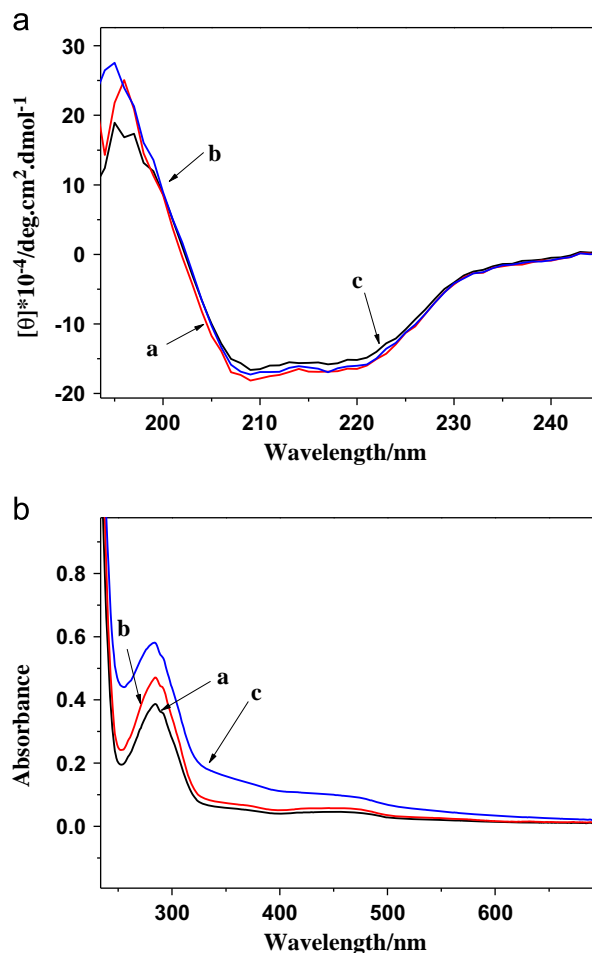 a
30
20
10
0
-10
-20
[θ]*10-4/deg.cm2.dmol-1
b
a
c
200 210 220 230 240
Wavelength/nm
b
0.8
0.6
0.4
0.2
0.0
Absorbance
b
a
c
300 400 500 600
Wavelength/nm